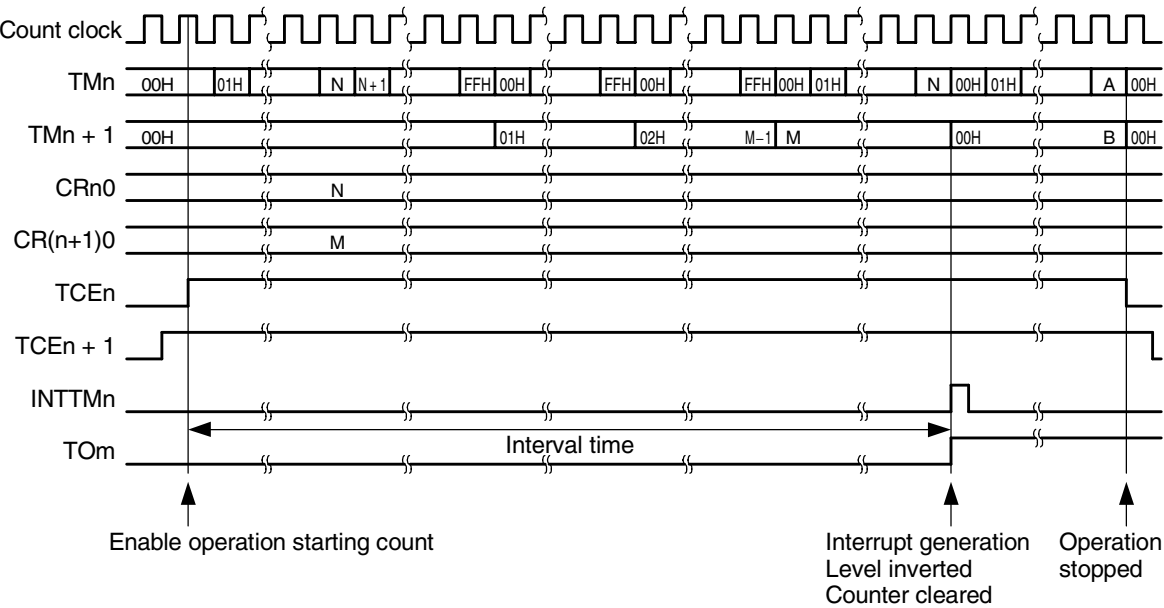 Count clock
TMn 00H 01H N N+1 FFH 00H FFH 00H FFH 00H 01H N 00H 01H A 00H
TMn + 1 00H 01H 02H M−1 M 00H B 00H
CRn0 N
CR(n+1)0 M
TCEn
TCEn + 1
INTTMn
Interval time
TOm
Enable operation starting count
Interrupt generation
Level inverted
Counter cleared
Operation
stopped